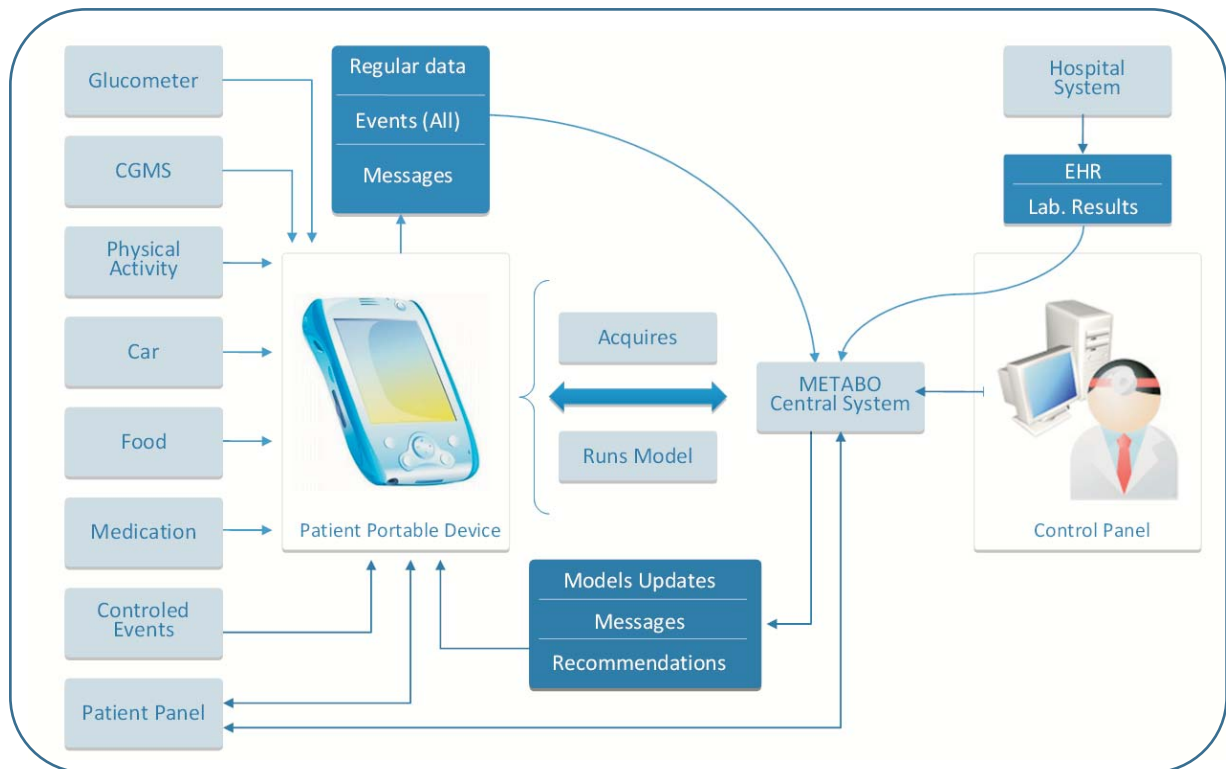 Glucometer
CGMS
Physical
Activity
Car
Food
Medication
Controled
Events
Patient Panel
Regular data
Events (All)
Messages
Patient Portable Device
Acquires
Runs Model
Models Updates
Messages
Recommendations
METABO
Central System
Hospital
System
EHR
Lab. Results
Control Panel